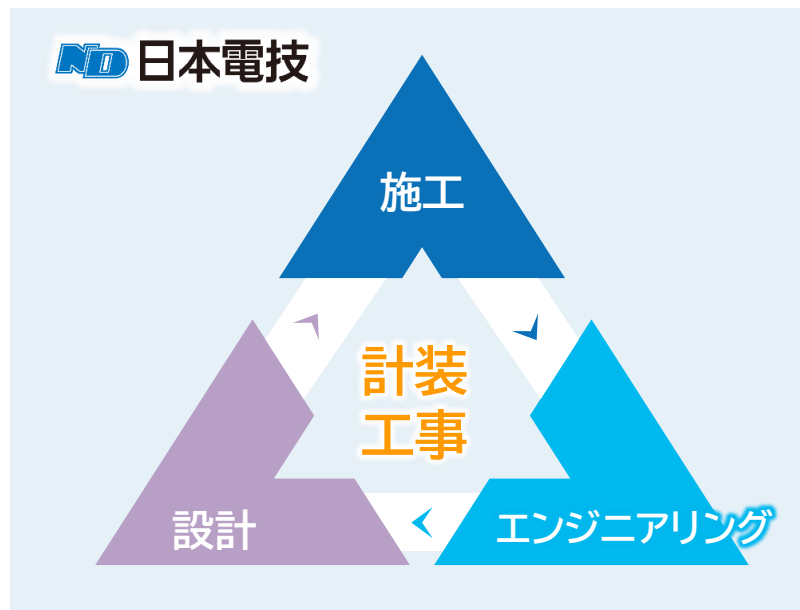 ND 日本電技
施工
計装
工事
設計
エンジニアリング